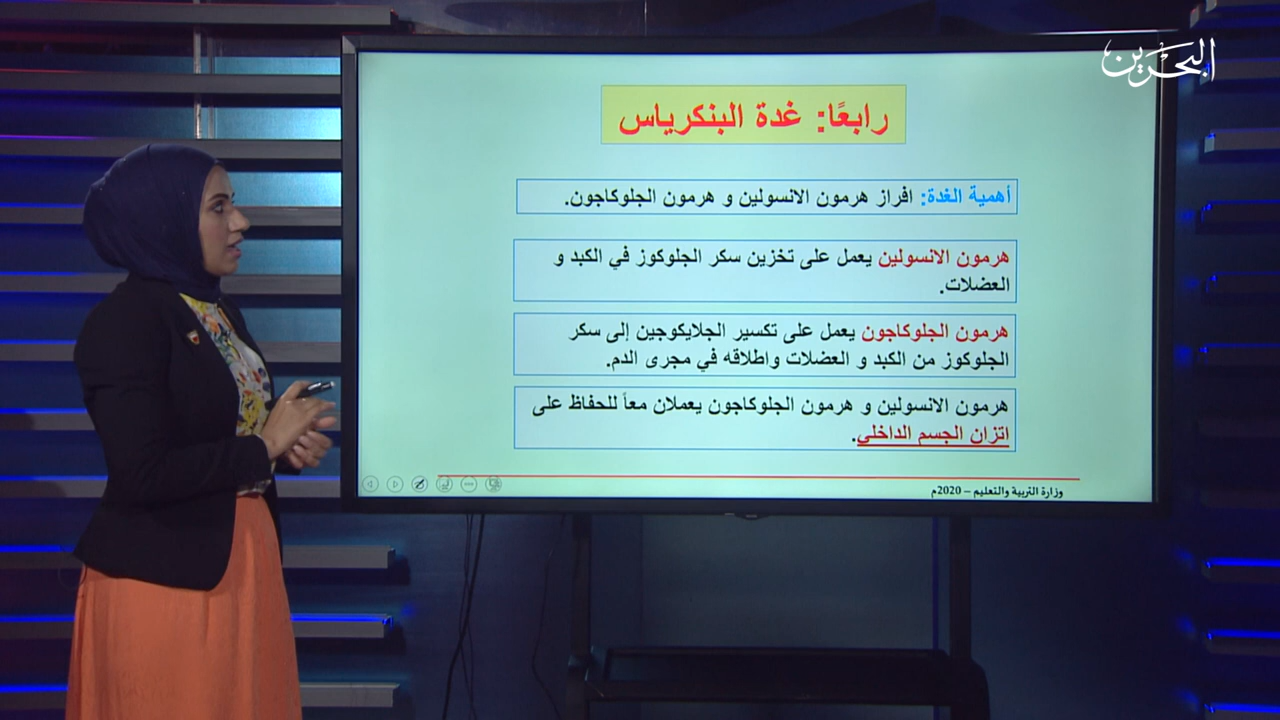 البحرين
رابعًا: غدة البنكرياس
أهمية الغدة: افراز هرمون الانسولين و هرمون الجلوكاجون.
هرمون الانسولين يعمل على تخزين سكر الجلوكوز في الكبد و
العضلات.
هرمون الجلوكاجون يعمل على تكسير الجلايكوجين إلى سكر
الجلوكوز من الكبد و العضلات واطلاقه في مجرى الدم.
هرمون الانسولين و هرمون الجلوكاجون يعملان معاً للحفاظ على
اتزان الجسم الداخلي.
وزارة التربية والتعليم – 2020م